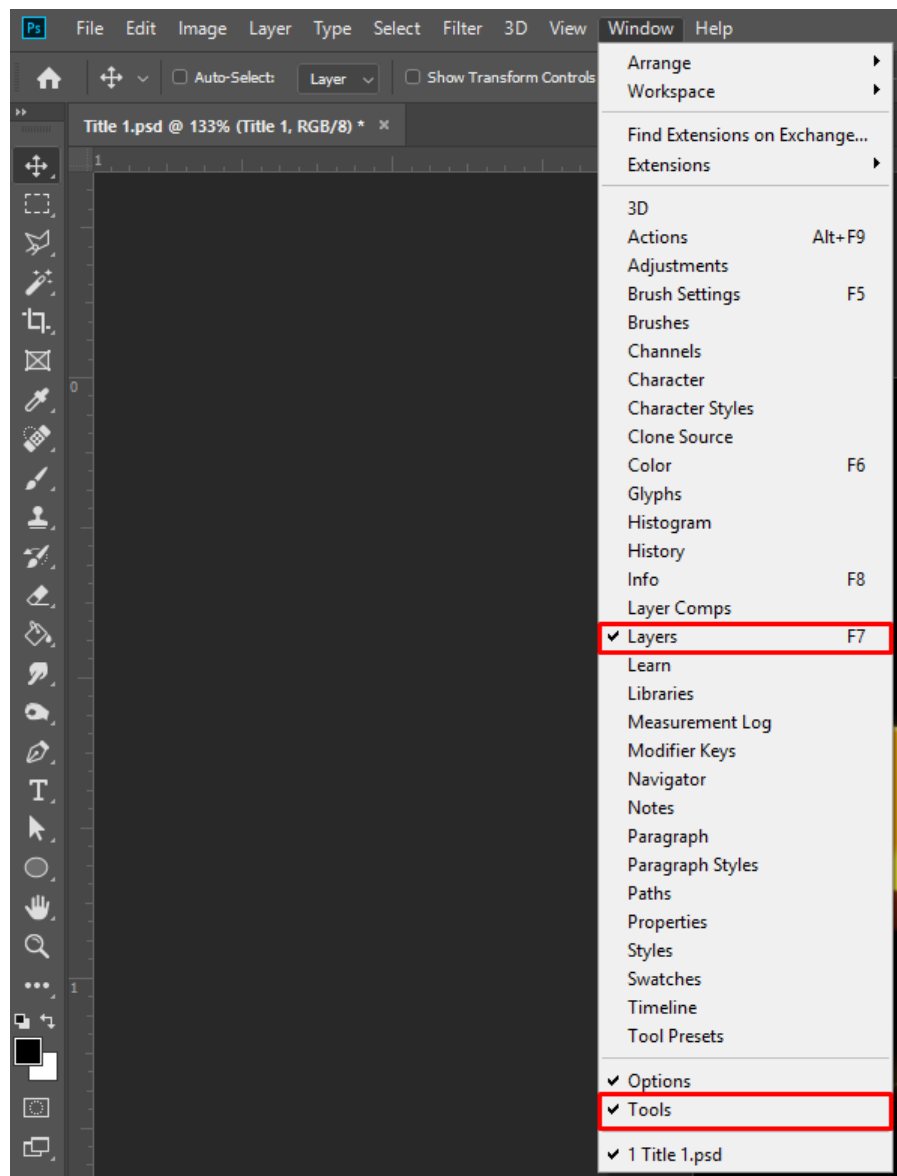 Ps File Edit Image Layer Type Select Filter 3D View Window Help
Auto-Select: Layer Show Transform Controls
Title 1.psd @ 133% (Title 1, RGB/8) * ×
1
0
1
T
Arrange
Workspace
Find Extensions on Exchange...
Extensions
3D
Actions Alt+F9
Adjustments
Brush Settings F5
Brushes
Channels
Character
Character Styles
Clone Source
Color F6
Glyphs
Histogram
History
Info F8
Layer Comps
Layers F7
Learn
Libraries
Measurement Log
Modifier Keys
Navigator
Notes
Paragraph
Paragraph Styles
Paths
Properties
Styles
Swatches
Timeline
Tool Presets
Options
Tools
1 Title 1.psd